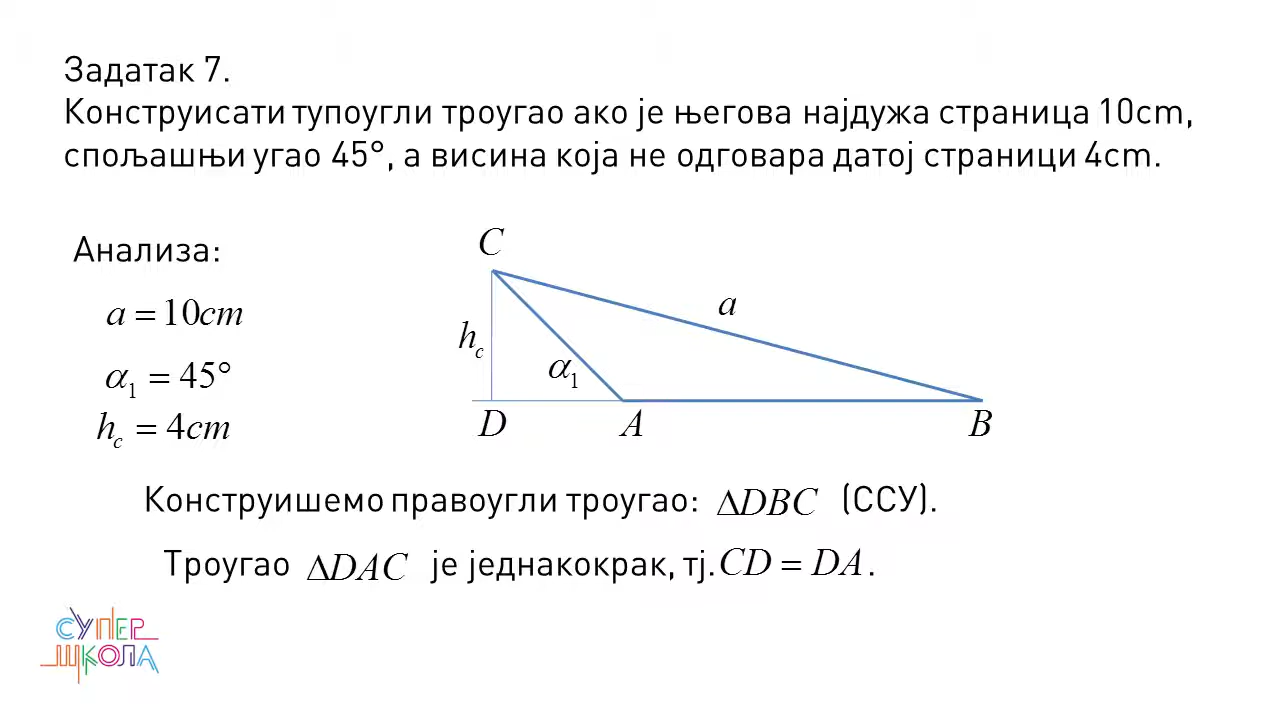 Задатак 7.
Конструисати тупоугли троугао ако је његова најдужа страница 10cm,
спољашњи угао 45°, а висина која не одговара датој страници 4cm.
Анализа:
a = 10cm
α₁ = 45°
h_c = 4cm
C
a
h_c
α₁
D
A
B
Конструишемо правоугли троугао: ΔDBC (ССУ).
Троугао ΔDAC је једнакокрак, тј. CD = DA.
СУПЕР
ШКОЛА